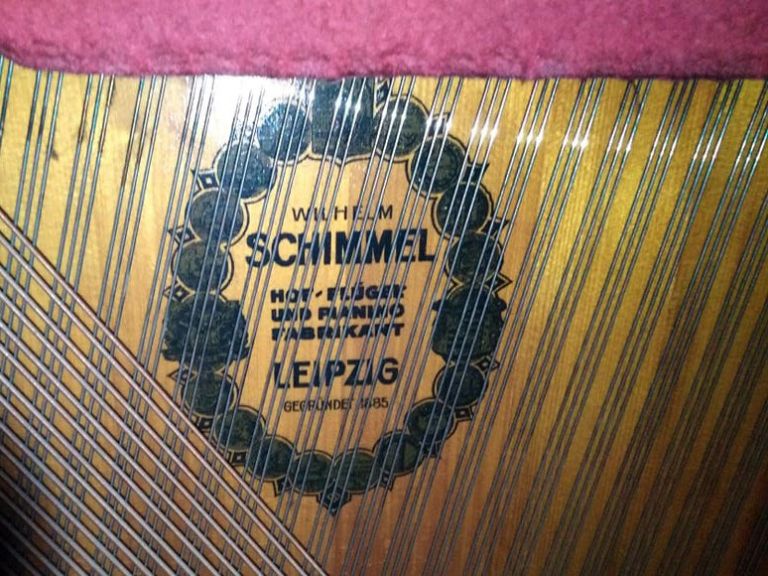 WILHELM
SCHIMMEL
HOF-FLÜGEL-
UND PIANINO
FABRIKANT
LEIPZIG
GEGRÜNDET 1885